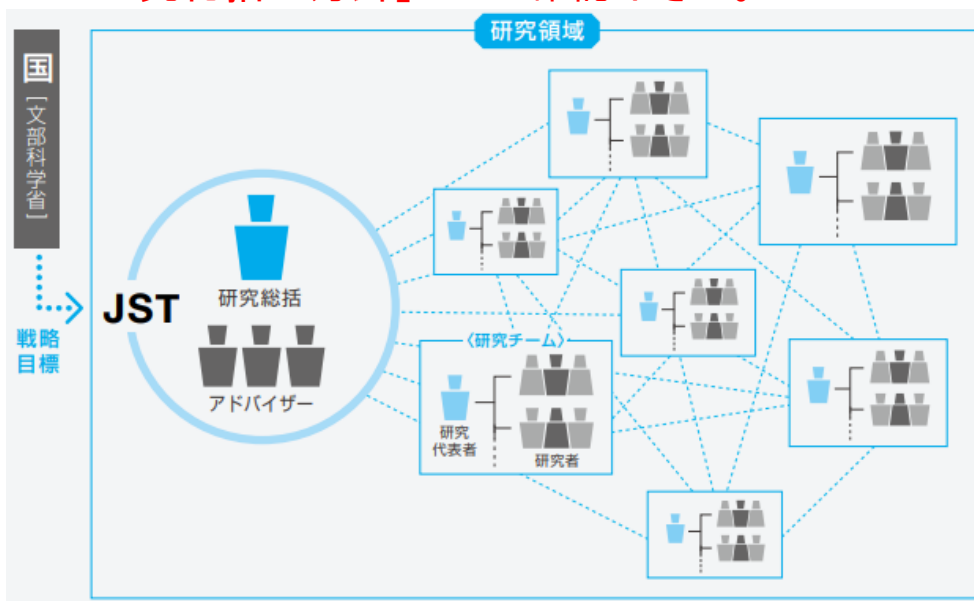 研究領域
国
[文部科学省]
戦略
目標
JST
研究総括
アドバイザー
〈研究チーム〉
研究
代表者
研究者